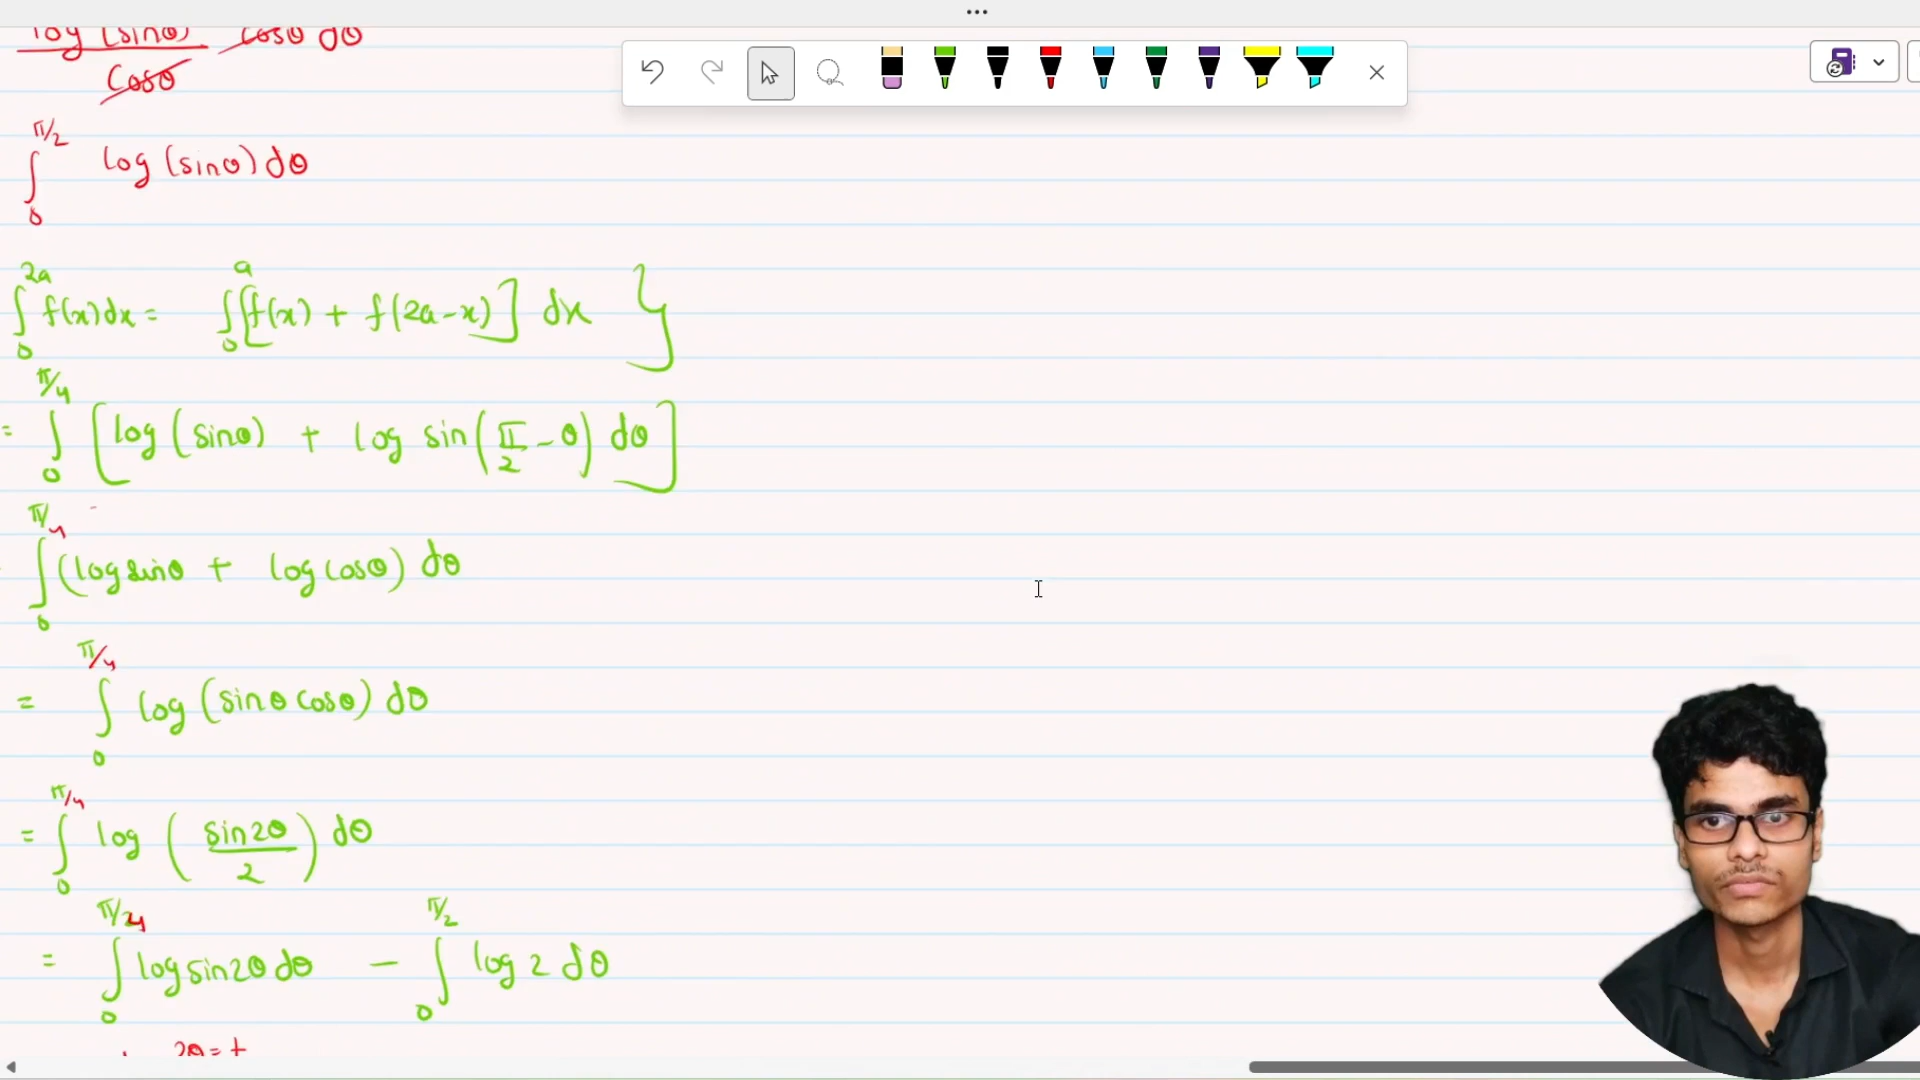 log (sinθ) cosθ dθ
cosθ
∫₀^{π/2} log (sinθ) dθ
∫₀^{2a} f(x) dx = ∫₀^{a} [f(x) + f(2a-x)] dx }
= ∫₀^{π/4} [log (sinθ) + log sin(π/2 - θ) dθ]
∫₀^{π/4} (log sinθ + log cosθ) dθ
= ∫₀^{π/4} log (sinθ cosθ) dθ
= ∫₀^{π/4} log (sin2θ/2) dθ
= ∫₀^{π/4} log sin2θ dθ - ∫₀^{π/2} log 2 dθ
2θ = t